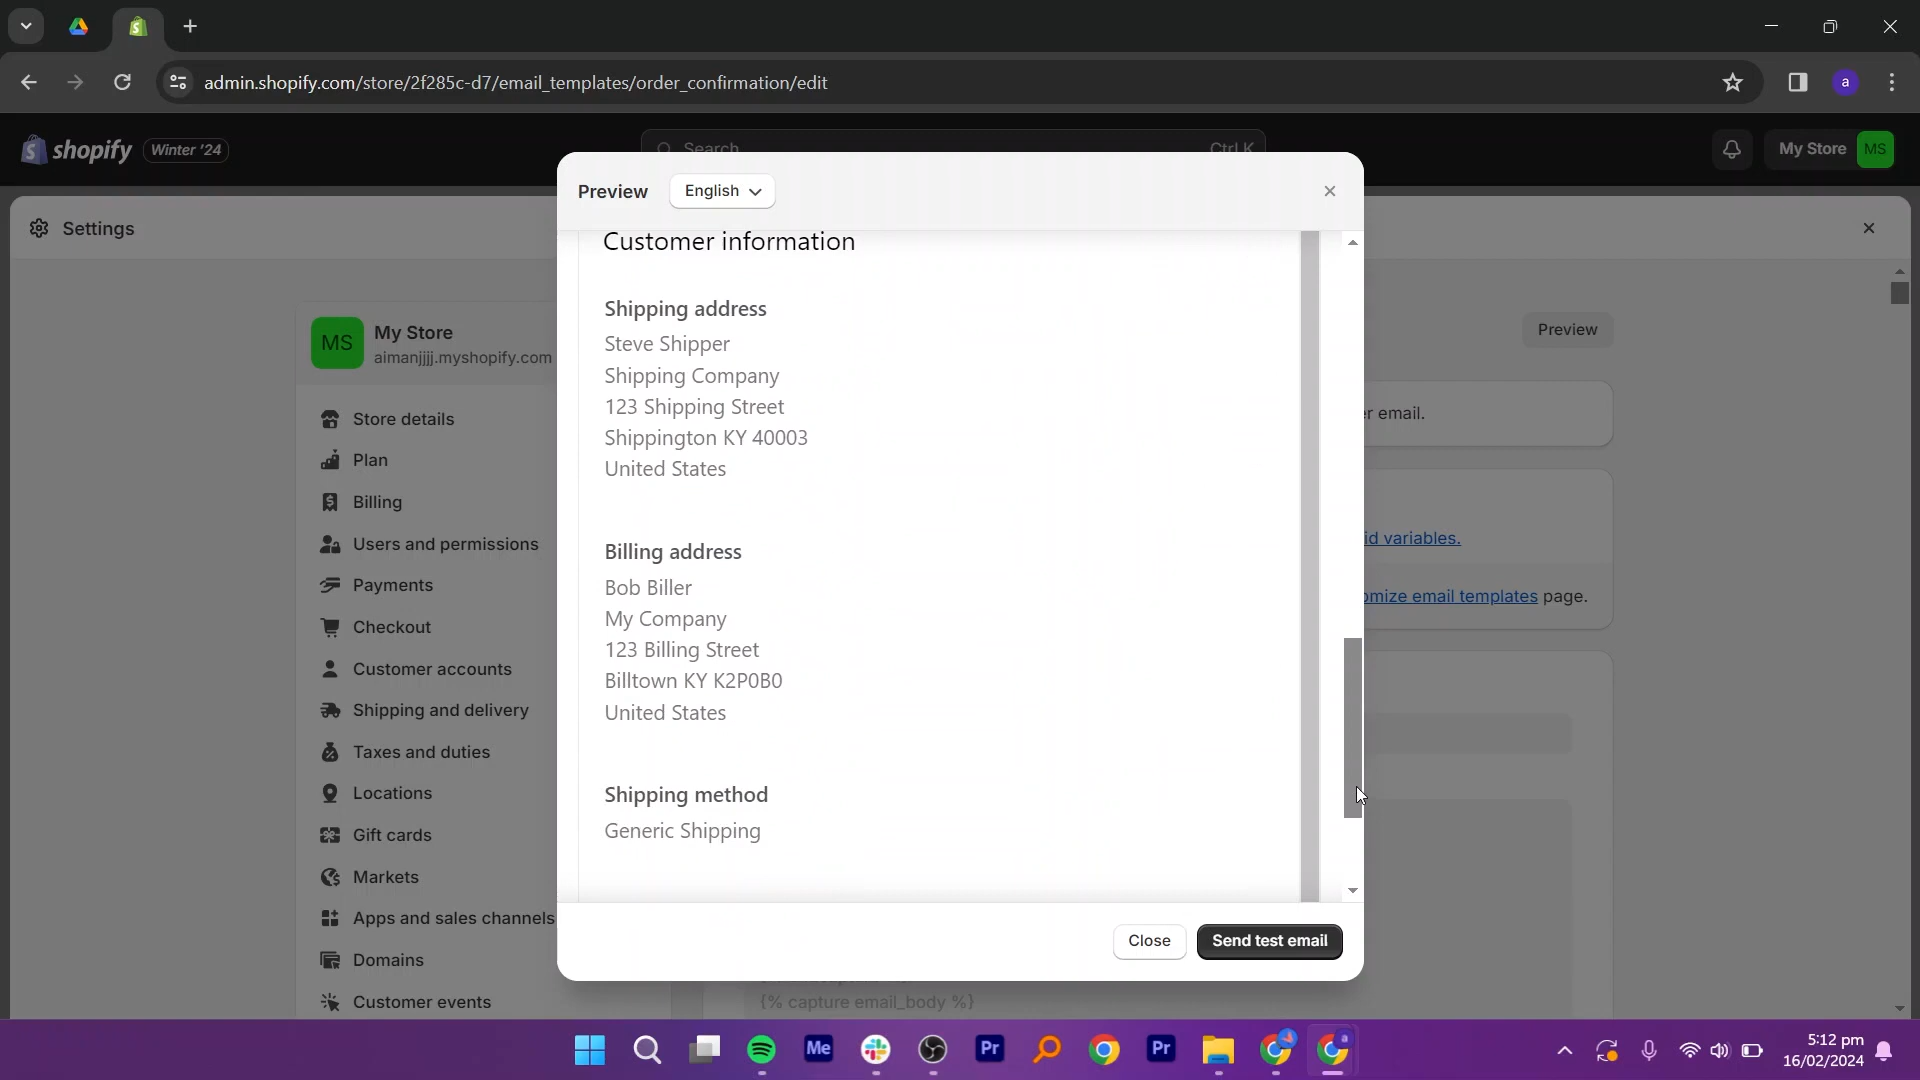 admin.shopify.com/store/2f285c-d7/email_templates/order_confirmation/edit
a
shopify
Winter '24
Search
Ctrl K
My Store
MS
Settings
Preview
English
MS
My Store
aimanjjjj.myshopify.com
Store details
Plan
Billing
Users and permissions
Payments
Checkout
Customer accounts
Shipping and delivery
Taxes and duties
Locations
Gift cards
Markets
Apps and sales channels
Domains
Customer events
Customer information
Shipping address
Steve Shipper
Shipping Company
123 Shipping Street
Shippington KY 40003
United States
Billing address
Bob Biller
My Company
123 Billing Street
Billtown KY K2P0B0
United States
Shipping method
Generic Shipping
Close
Send test email
Preview
er email.
id variables.
omize email templates page.
{% capture email_body %}
Me
Pr
Pr
a
5:12 pm
16/02/2024